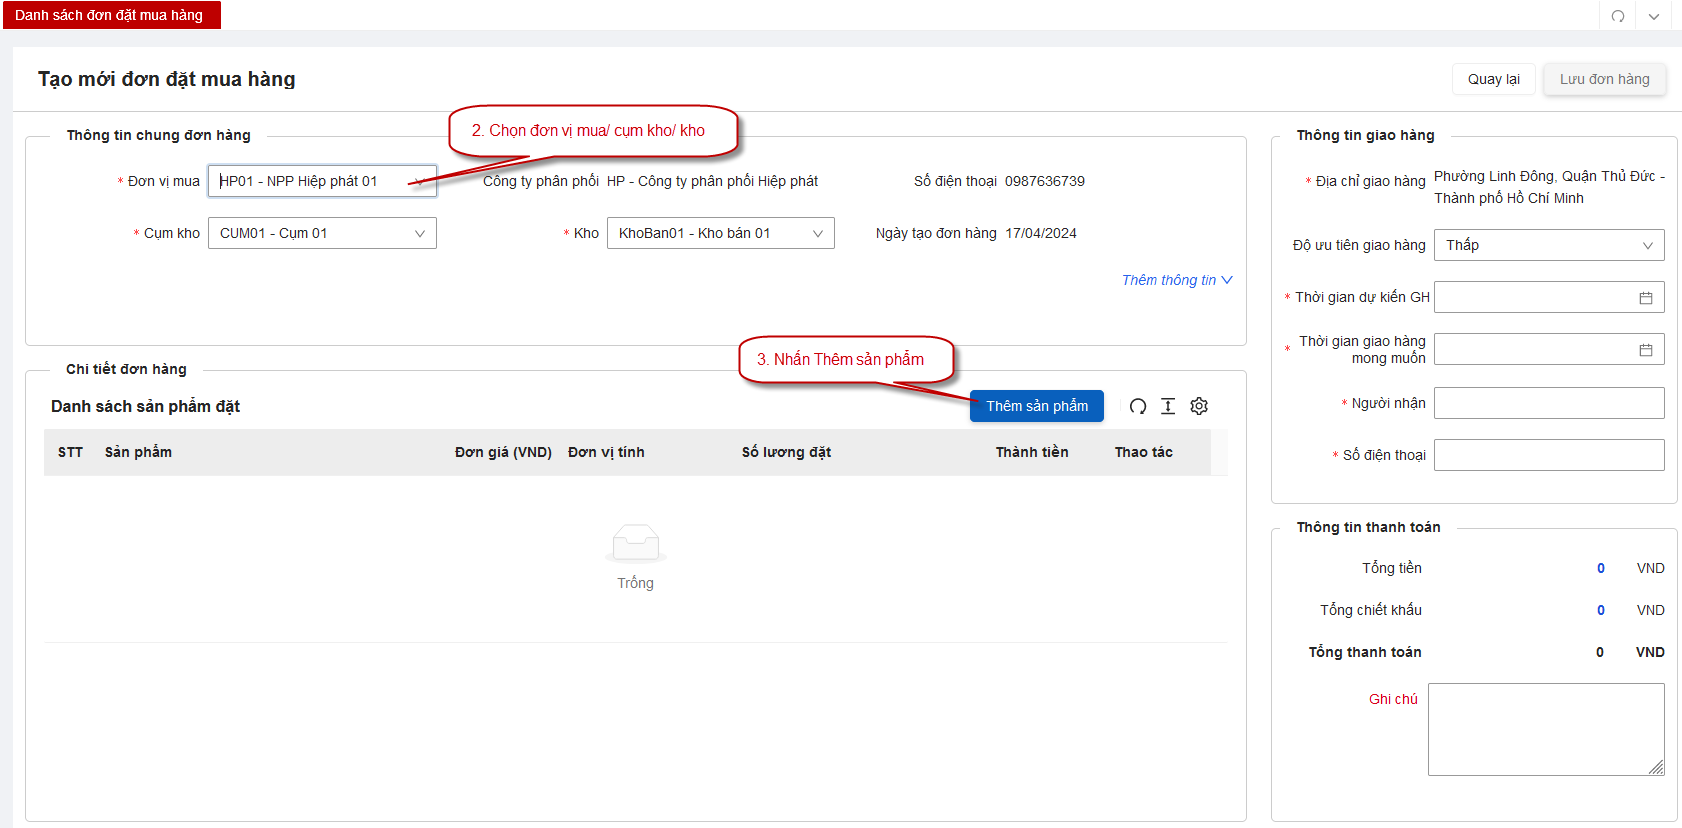 Danh sách đơn đặt mua hàng
Tạo mới đơn đặt mua hàng
Quay lại
Lưu đơn hàng
Thông tin chung đơn hàng
2. Chọn đơn vị mua/ cụm kho/ kho
* Đơn vị mua HP01 - NPP Hiệp phát 01
Công ty phân phối HP - Công ty phân phối Hiệp phát
Số điện thoại 0987636739
* Cụm kho CUM01 - Cụm 01
* Kho KhoBan01 - Kho bán 01
Ngày tạo đơn hàng 17/04/2024
Thêm thông tin
Thông tin giao hàng
* Địa chỉ giao hàng Phường Linh Đông, Quận Thủ Đức -
Thành phố Hồ Chí Minh
Độ ưu tiên giao hàng Thấp
* Thời gian dự kiến GH
* Thời gian giao hàng
mong muốn
* Người nhận
* Số điện thoại
3. Nhấn Thêm sản phẩm
Chi tiết đơn hàng
Danh sách sản phẩm đặt
Thêm sản phẩm
STT Sản phẩm Đơn giá (VND) Đơn vị tính Số lương đặt Thành tiền Thao tác
Trống
Thông tin thanh toán
Tổng tiền 0 VND
Tổng chiết khấu 0 VND
Tổng thanh toán 0 VND
Ghi chú